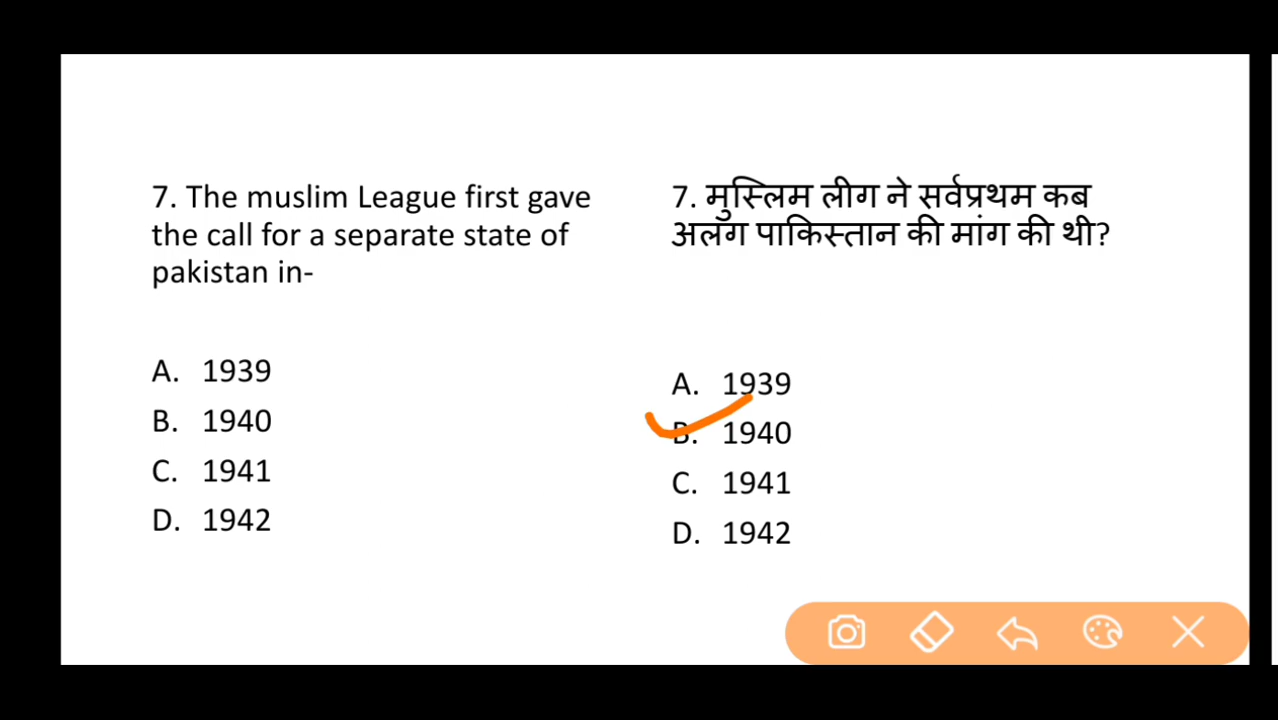 7. The muslim League first gave
the call for a separate state of
pakistan in-
A. 1939
B. 1940
C. 1941
D. 1942
7. मुस्लिम लीग ने सर्वप्रथम कब
अलग पाकिस्तान की मांग की थी?
A. 1939
B. 1940
C. 1941
D. 1942